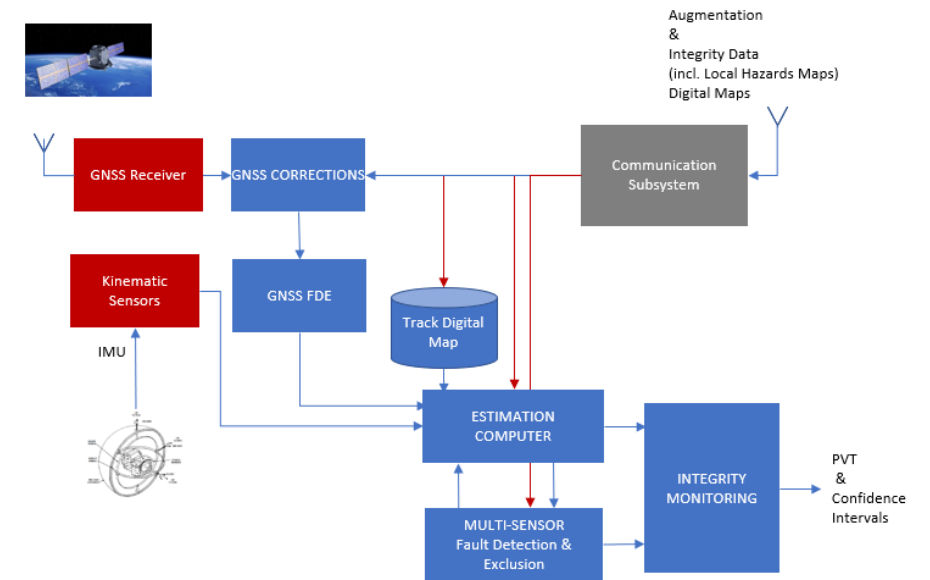 Augmentation
&
Integrity Data
(incl. Local Hazards Maps)
Digital Maps
GNSS Receiver
GNSS CORRECTIONS
Communication
Subsystem
Kinematic
Sensors
GNSS FDE
Track Digital
Map
IMU
ESTIMATION
COMPUTER
INTEGRITY
MONITORING
PVT
&
Confidence
Intervals
MULTI-SENSOR
Fault Detection &
Exclusion